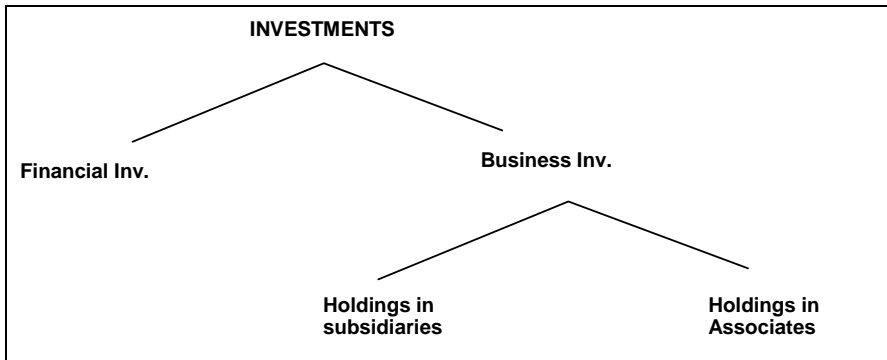 INVESTMENTS
Financial Inv.
Business Inv.
Holdings in
subsidiaries
Holdings in
Associates